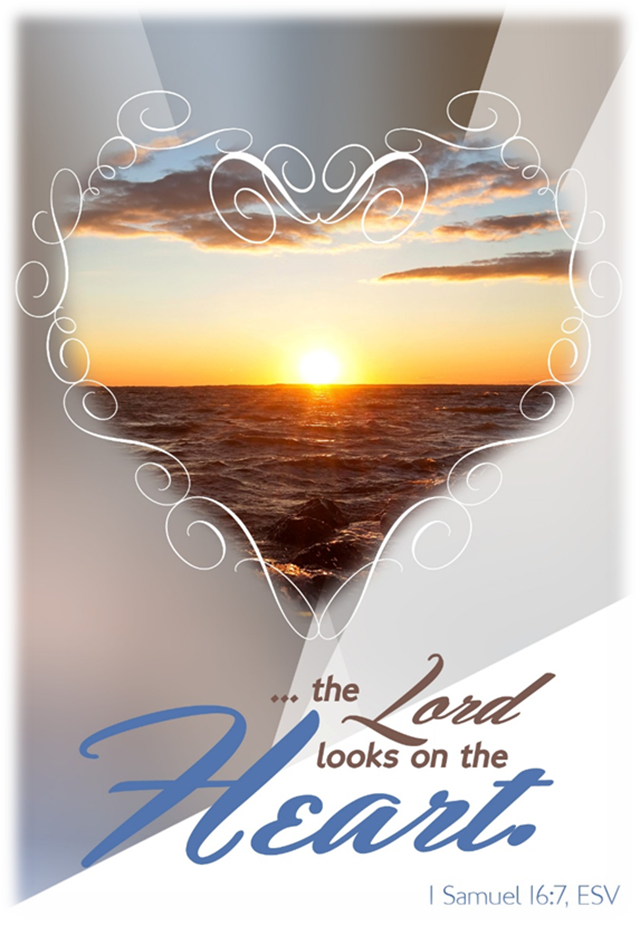 ... the Lord
looks on the
Heart.
1 Samuel 16:7, ESV